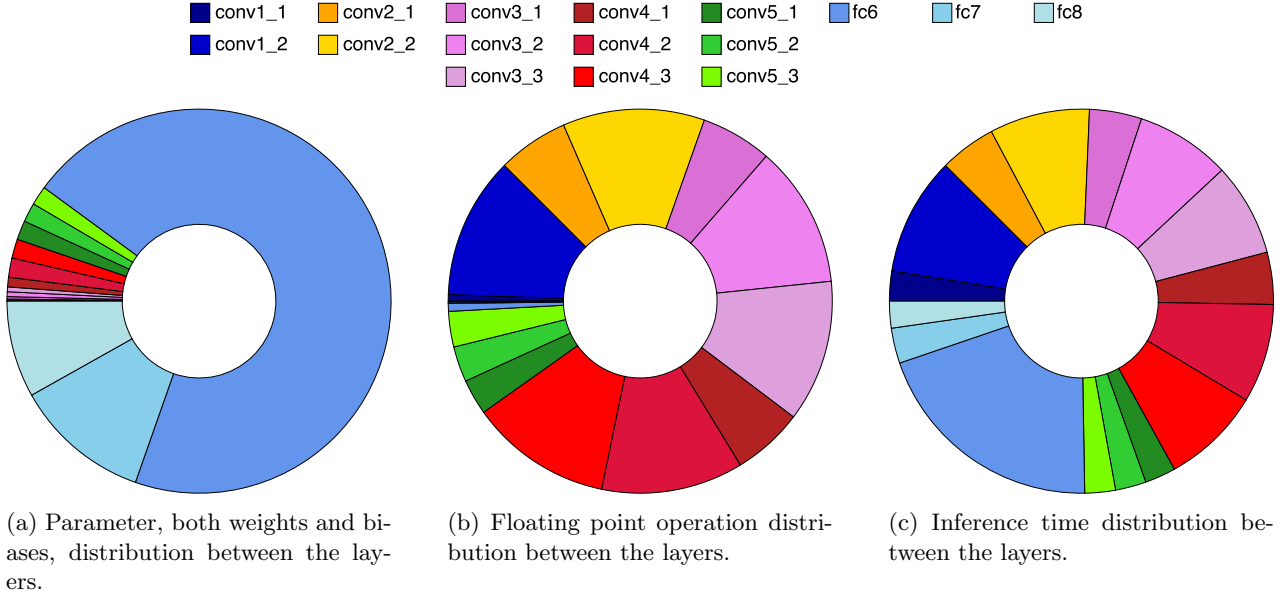 conv1_1 conv2_1 conv3_1 conv4_1 conv5_1 fc6 fc7 fc8
conv1_2 conv2_2 conv3_2 conv4_2 conv5_2
conv3_3 conv4_3 conv5_3
(a) Parameter, both weights and bi-
ases, distribution between the lay-
ers.
(b) Floating point operation distri-
bution between the layers.
(c) Inference time distribution be-
tween the layers.